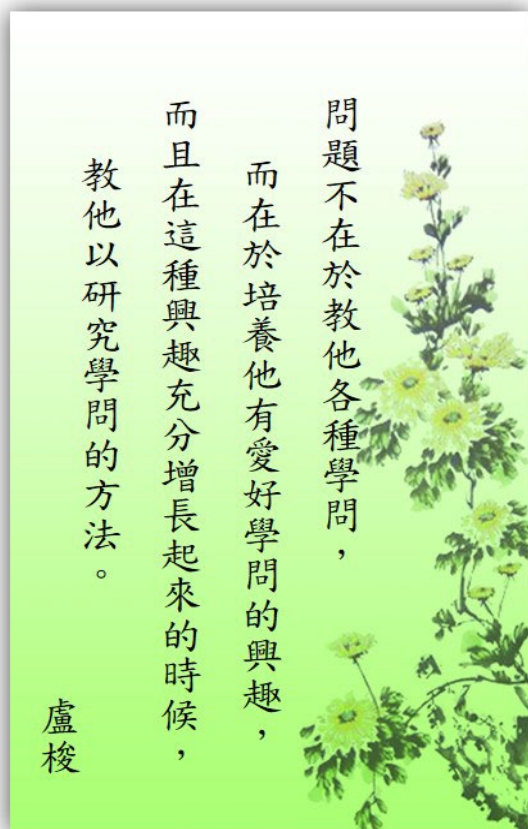 問題不在於教他各種學問，
而在於培養他有愛好學問的興趣，
而且在這種興趣充分增長起來的時候，
教他以研究學問的方法。
盧梭